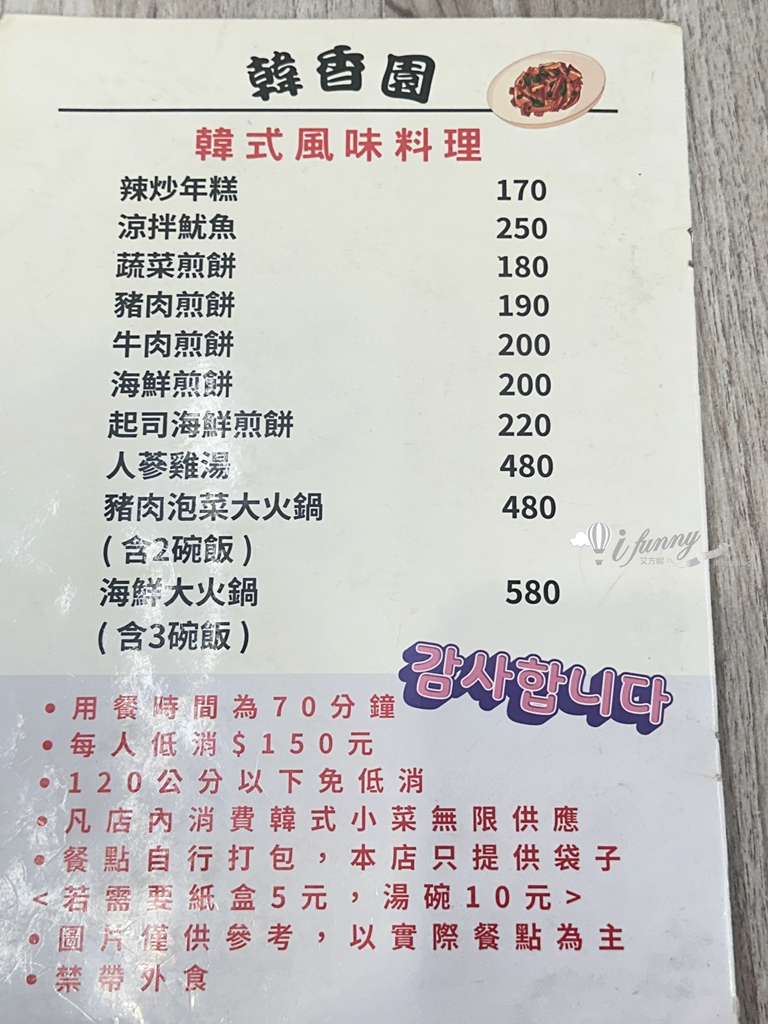 韓香園
韓式風味料理
辣炒年糕 170
涼拌魷魚 250
蔬菜煎餅 180
豬肉煎餅 190
牛肉煎餅 200
海鮮煎餅 200
起司海鮮煎餅 220
人蔘雞湯 480
豬肉泡菜大火鍋 480
(含2碗飯)
i funny
艾方妮
海鮮大火鍋 580
(含3碗飯)
감사합니다
•用餐時間為70分鐘
•每人低消$150元
•120公分以下免低消
•凡店內消費韓式小菜無限供應
•餐點自行打包，本店只提供袋子
<若需要紙盒5元，湯碗10元>
•圖片僅供參考，以實際餐點為主
•禁帶外食